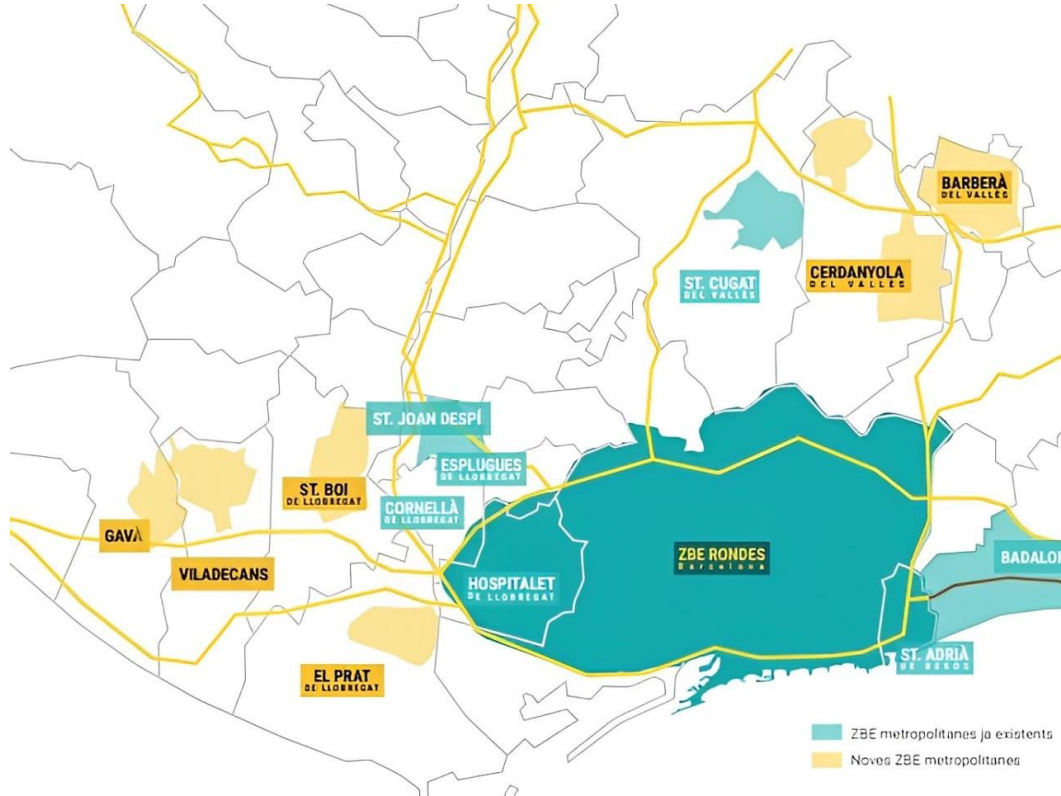 BARBERÀ
DEL VALLÈS
ST. CUGAT
DEL VALLÈS
CERDANYOLA
DEL VALLÈS
ST. JOAN DESPÍ
ESPLUGUES
DE LLOBREGAT
ST. BOI
DE LLOBREGAT
CORNELLÀ
DE LLOBREGAT
GAVÀ
VILADECANS
HOSPITALET
DE LLOBREGAT
ZBE RONDES
Barcelona
BADALON
ST. ADRIÀ
DE BESOS
EL PRAT
DE LLOBREGAT
ZBE metropolitanes ja existents
Noves ZBE metropolitanes